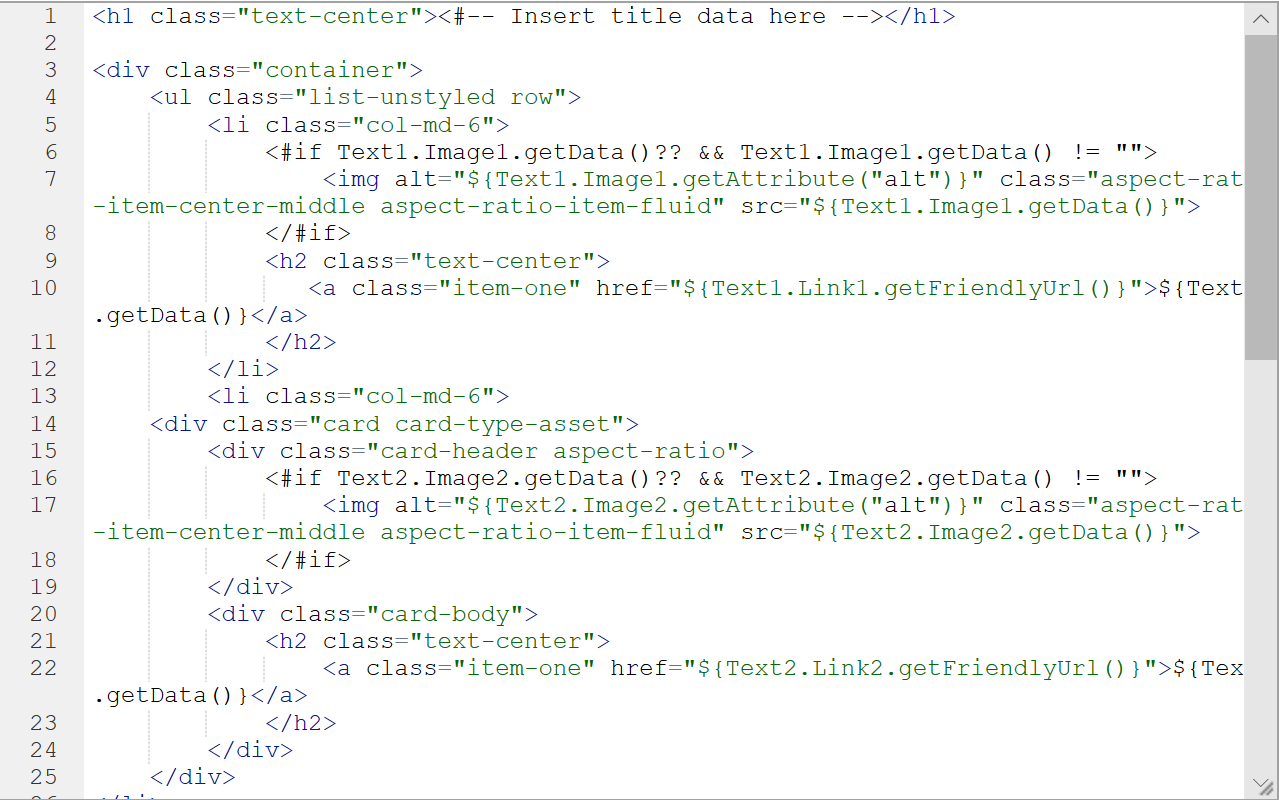 1 <h1 class="text-center"><#-- Insert title data here --></h1>
2
3 <div class="container">
4     <ul class="list-unstyled row">
5         <li class="col-md-6">
6             <#if Text1.Image1.getData()?? && Text1.Image1.getData() != "">
7                 <img alt="${Text1.Image1.getAttribute("alt")}" class="aspect-rat
-item-center-middle aspect-ratio-item-fluid" src="${Text1.Image1.getData()}">
8             </#if>
9             <h2 class="text-center">
10                <a class="item-one" href="${Text1.Link1.getFriendlyUrl()}">${Text
.getData()}</a>
11            </h2>
12        </li>
13        <li class="col-md-6">
14    <div class="card card-type-asset">
15        <div class="card-header aspect-ratio">
16            <#if Text2.Image2.getData()?? && Text2.Image2.getData() != "">
17                <img alt="${Text2.Image2.getAttribute("alt")}" class="aspect-rat
-item-center-middle aspect-ratio-item-fluid" src="${Text2.Image2.getData()}">
18            </#if>
19        </div>
20        <div class="card-body">
21            <h2 class="text-center">
22                <a class="item-one" href="${Text2.Link2.getFriendlyUrl()}">${Tex
.getData()}</a>
23            </h2>
24        </div>
25    </div>